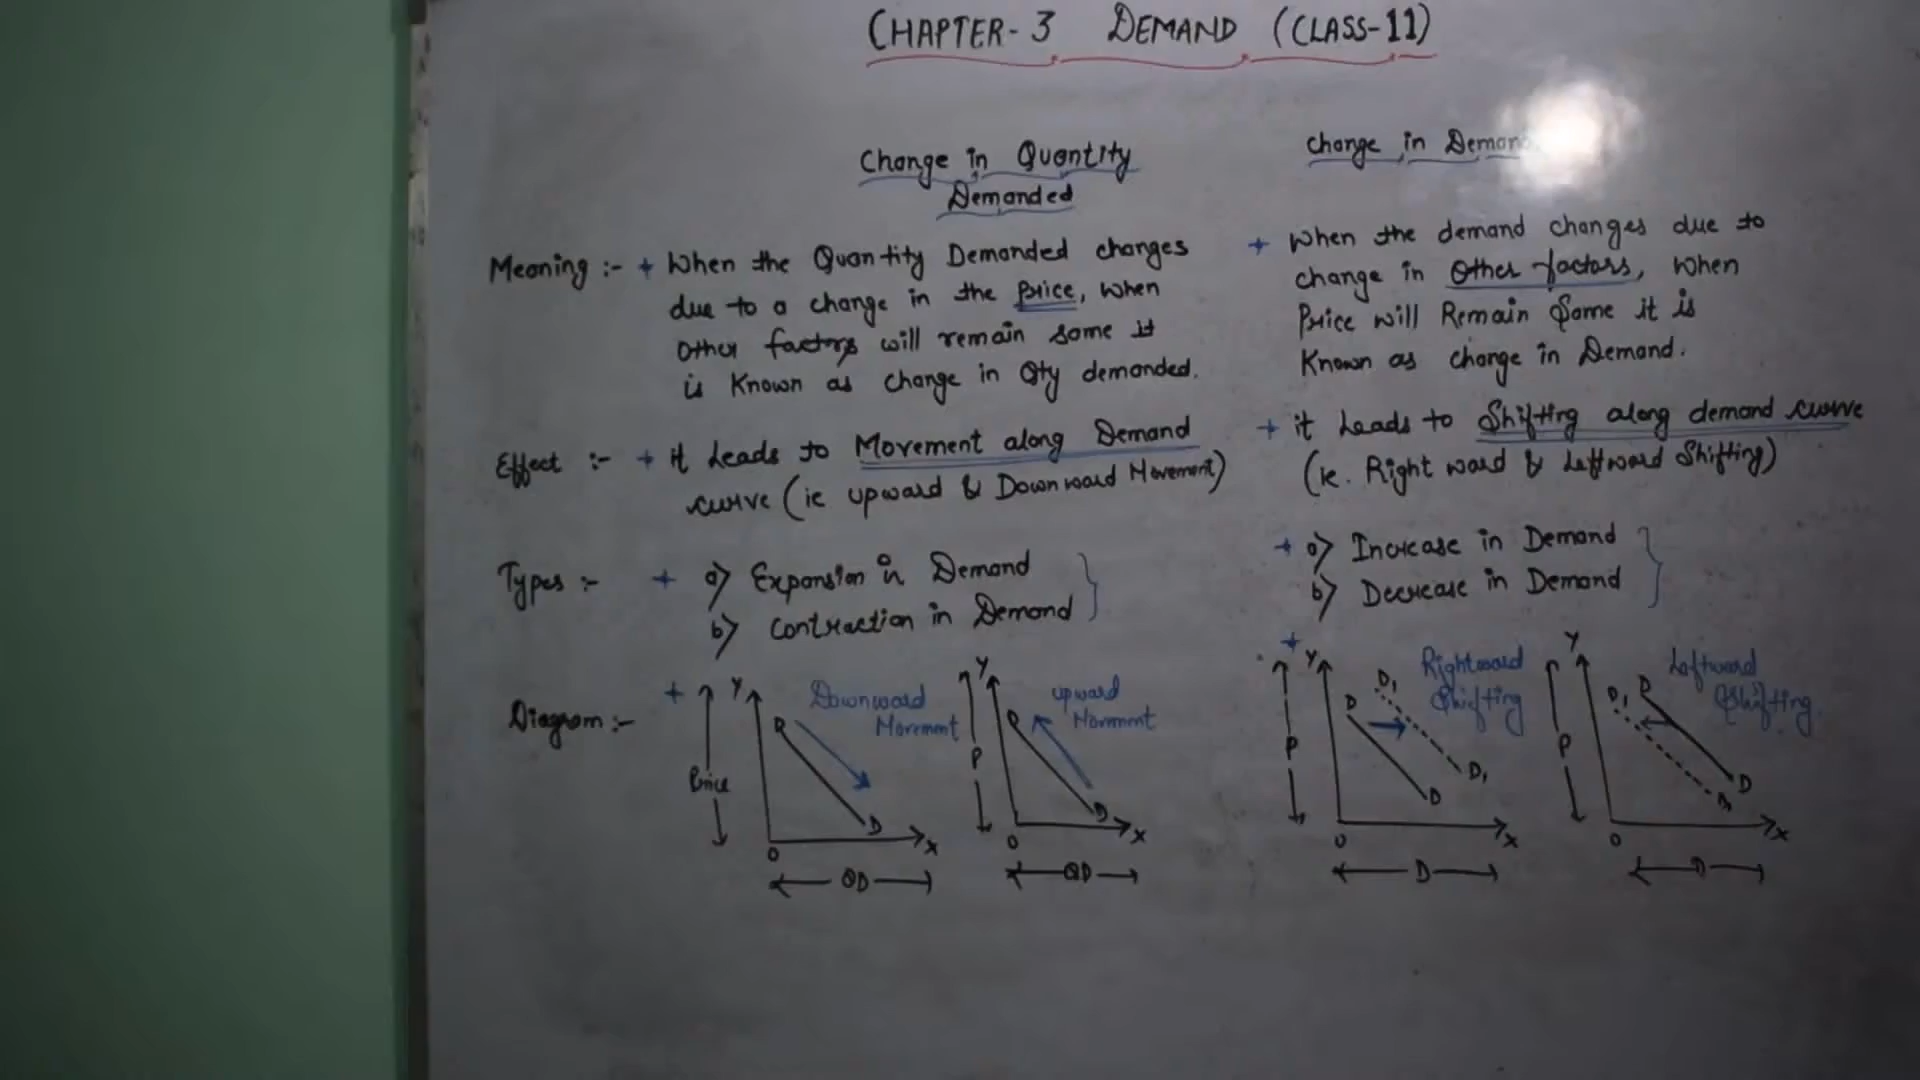 CHAPTER-3 DEMAND (CLASS-11)
Change in Quantity
Demanded
change in Deman
Meaning :- + When the Quantity Demanded changes
due to a change in the price, when
Other factors will remain same it
is Known as change in Qty demanded.
+ When the demand changes due to
change in Other factors, when
Price will Remain Same it is
Known as change in Demand.
Effect :- + it Leads to Movement along Demand
curve (ie upward & Downward Movement)
+ it Leads to Shifting along demand curve
(ie. Right ward & Leftward Shifting)
Types :- + a) Expansion in Demand
b) Contraction in Demand
+ a) Increase in Demand
b) Decrease in Demand
Diagram :- +
Price
Y
D
Downward
Movement
D
X
O
QD
P
Y
D
upward
Movment
D
X
O
QD
+
P
Y
D
D1
Rightward
Shifting
D1
D
X
O
D
P
Y
D1
D
Leftward
Shifting
D
X
O
D